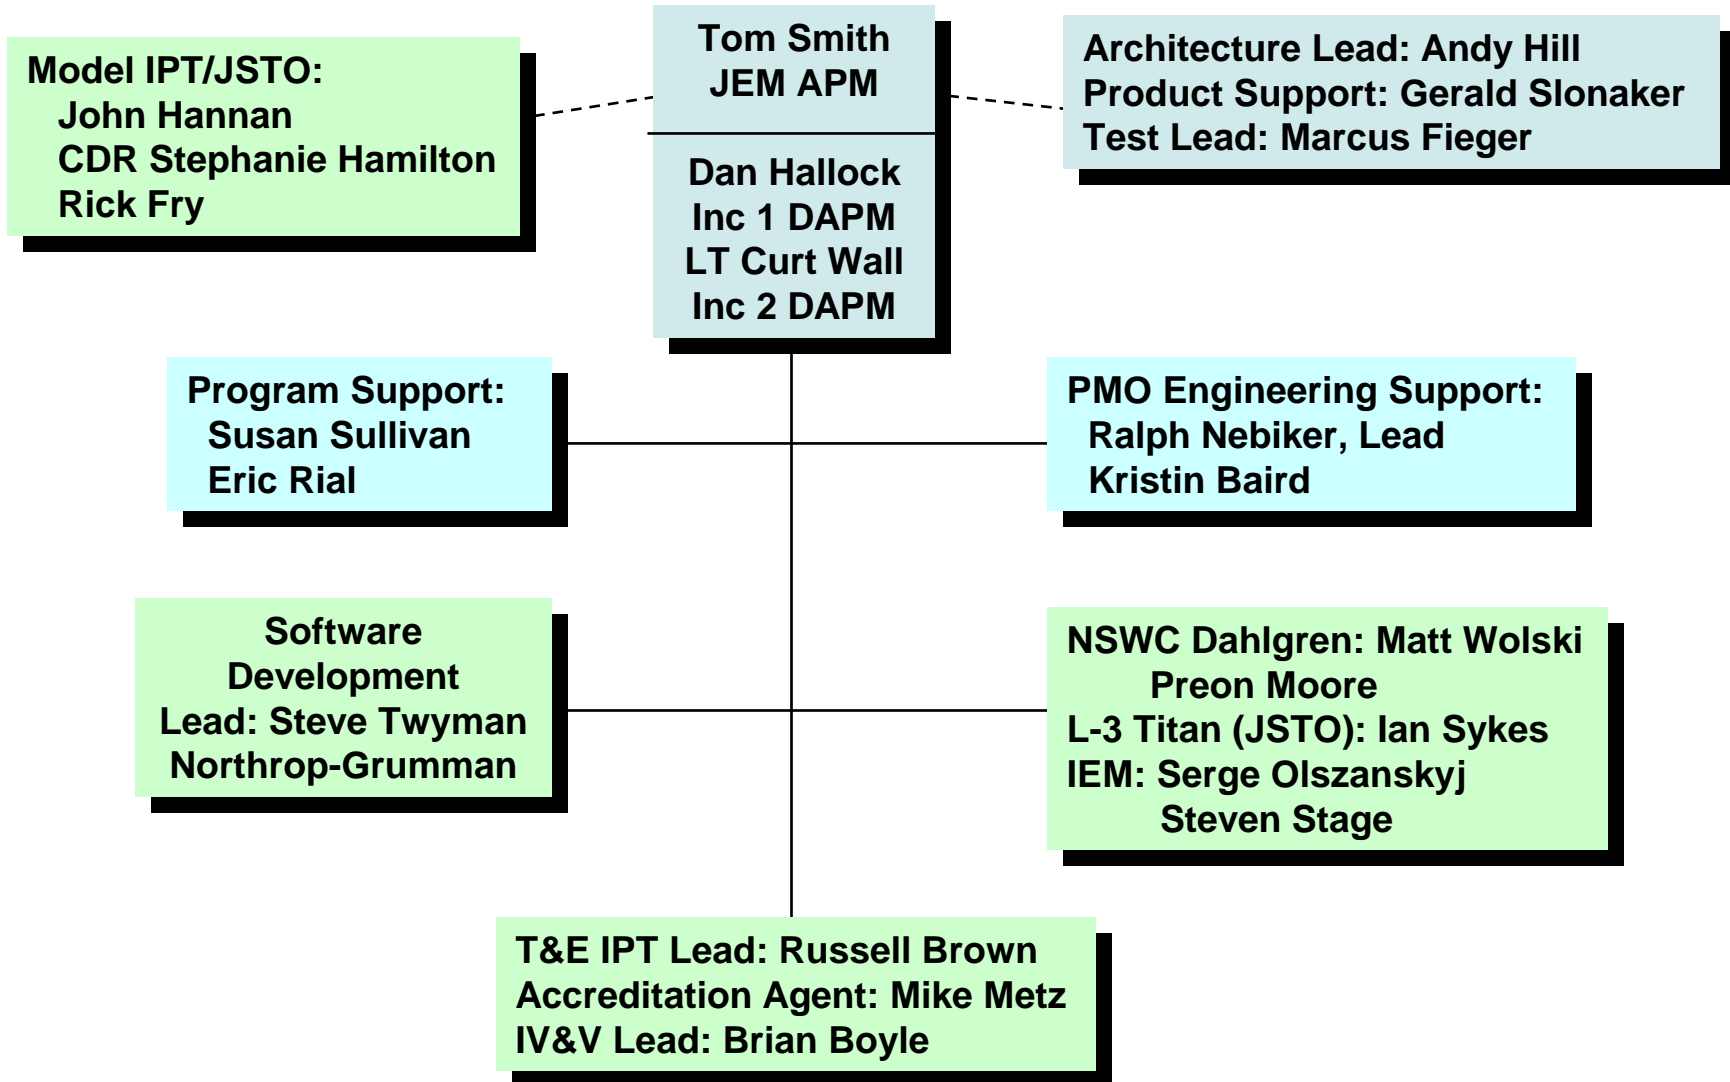 Tom Smith
JEM APM
Dan Hallock
Inc 1 DAPM
LT Curt Wall
Inc 2 DAPM
Model IPT/JSTO:
John Hannan
CDR Stephanie Hamilton
Rick Fry
Architecture Lead: Andy Hill
Product Support: Gerald Slonaker
Test Lead: Marcus Fieger
Program Support:
Susan Sullivan
Eric Rial
PMO Engineering Support:
Ralph Nebiker, Lead
Kristin Baird
Software
Development
Lead: Steve Twyman
Northrop-Grumman
NSWC Dahlgren: Matt Wolski
Preon Moore
L-3 Titan (JSTO): Ian Sykes
IEM: Serge Olszanskyj
Steven Stage
T&E IPT Lead: Russell Brown
Accreditation Agent: Mike Metz
IV&V Lead: Brian Boyle